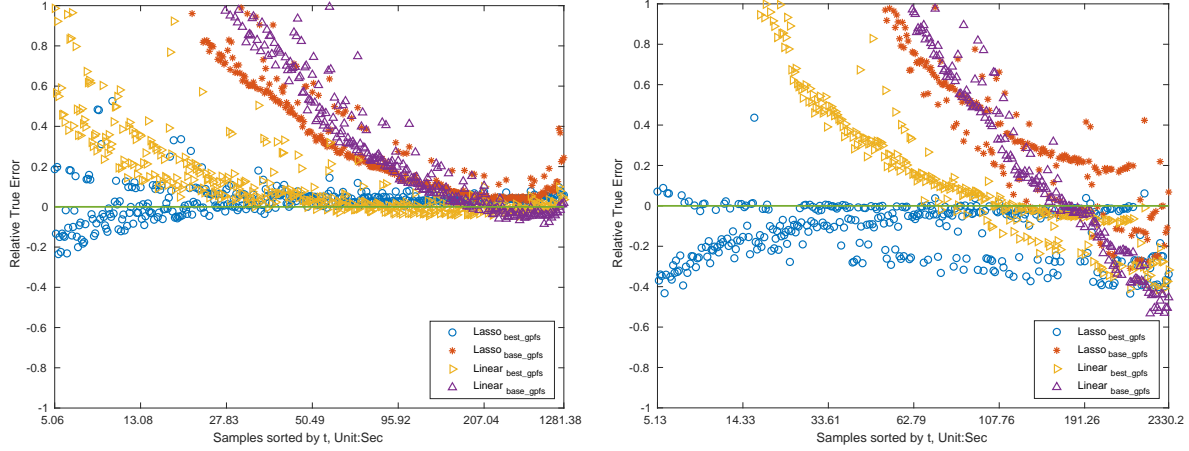 1
0.8
0.6
0.4
0.2
0
-0.2
-0.4
-0.6
-0.8
-1
Relative True Error
5.06 13.08 27.83 50.49 95.92 207.04 1281.38
Samples sorted by t, Unit:Sec
Lasso best_gpfs
Lasso base_gpfs
Linear best_gpfs
Linear base_gpfs
1
0.8
0.6
0.4
0.2
0
-0.2
-0.4
-0.6
-0.8
-1
Relative True Error
5.13 14.33 33.61 62.79 107.76 191.26 2330.2
Samples sorted by t, Unit:Sec
Lasso best_gpfs
Lasso base_gpfs
Linear best_gpfs
Linear base_gpfs